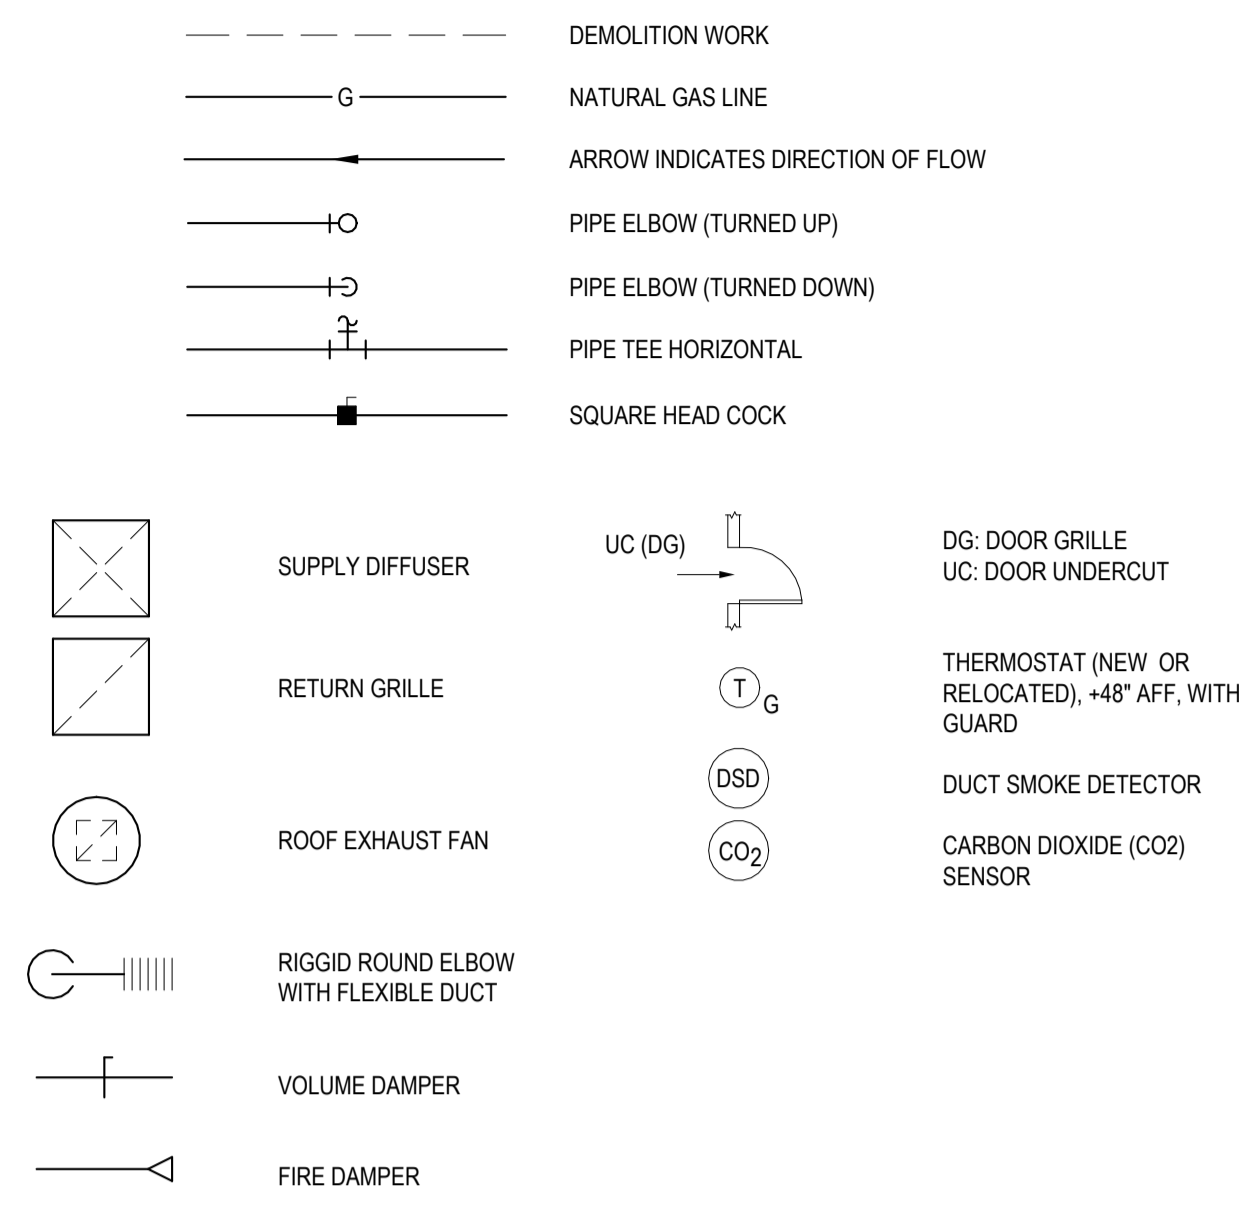 DEMOLITION WORK
G
NATURAL GAS LINE
ARROW INDICATES DIRECTION OF FLOW
PIPE ELBOW (TURNED UP)
PIPE ELBOW (TURNED DOWN)
PIPE TEE HORIZONTAL
SQUARE HEAD COCK
SUPPLY DIFFUSER
RETURN GRILLE
ROOF EXHAUST FAN
RIGGID ROUND ELBOW
WITH FLEXIBLE DUCT
VOLUME DAMPER
FIRE DAMPER
UC (DG)
DG: DOOR GRILLE
UC: DOOR UNDERCUT
T
G
THERMOSTAT (NEW OR
RELOCATED), +48" AFF, WITH
GUARD
DSD
DUCT SMOKE DETECTOR
CO2
CARBON DIOXIDE (CO2)
SENSOR